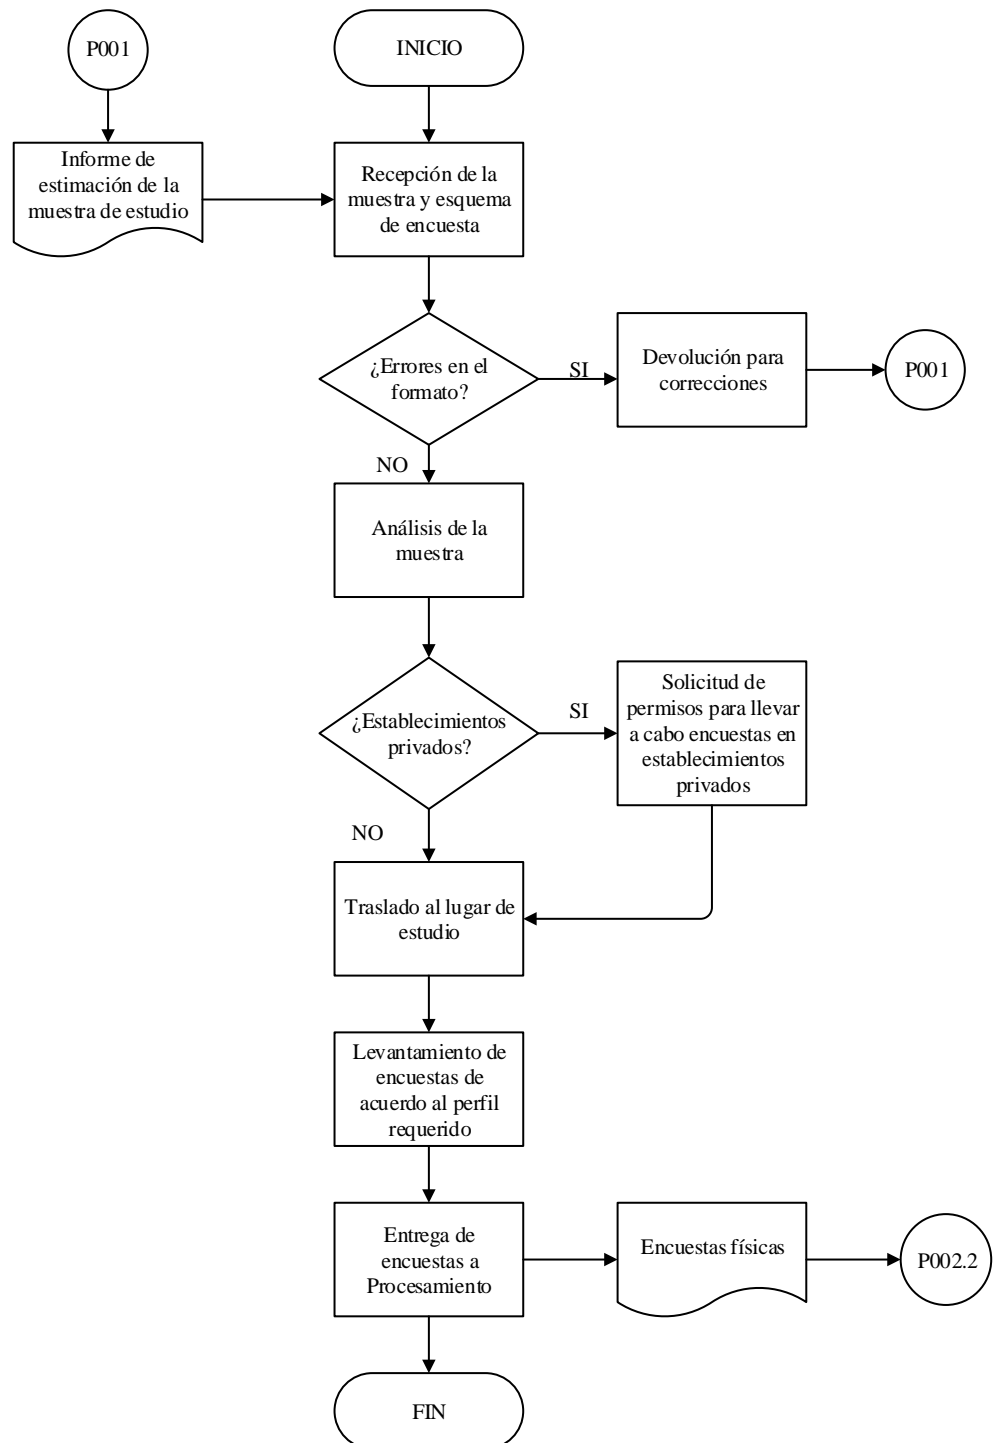 P001
INICIO
Informe de
estimación de la
muestra de estudio
Recepción de la
muestra y esquema
de encuesta
¿Errores en el
formato?
SI
Devolución para
correcciones
P001
NO
Análisis de la
muestra
¿Establecimientos
privados?
SI
Solicitud de
permisos para llevar
a cabo encuestas en
establecimientos
privados
NO
Traslado al lugar de
estudio
Levantamiento de
encuestas de
acuerdo al perfil
requerido
Entrega de
encuestas a
Procesamiento
Encuestas físicas
P002.2
FIN